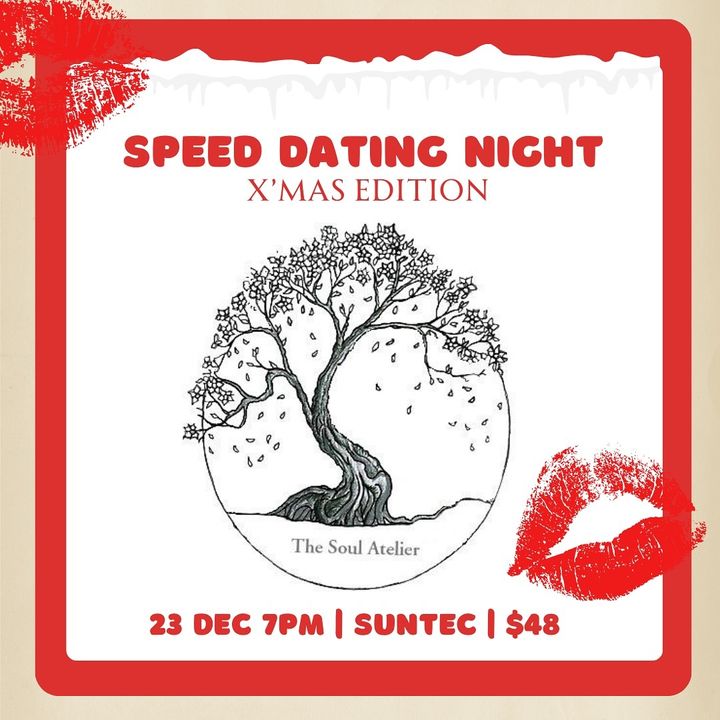 SPEED DATING NIGHT
X'MAS EDITION
The Soul Atelier
23 DEC 7PM | SUNTEC | $48